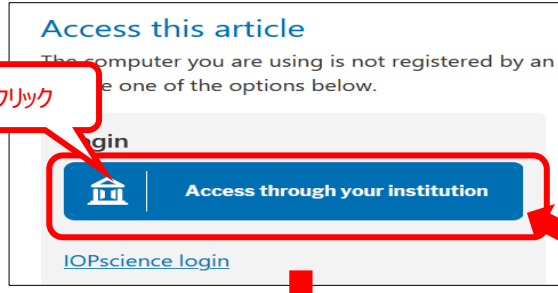 Access this article
The computer you are using is not registered by an
e one of the options below.
クリック
gin
Access through your institution
IOPscience login